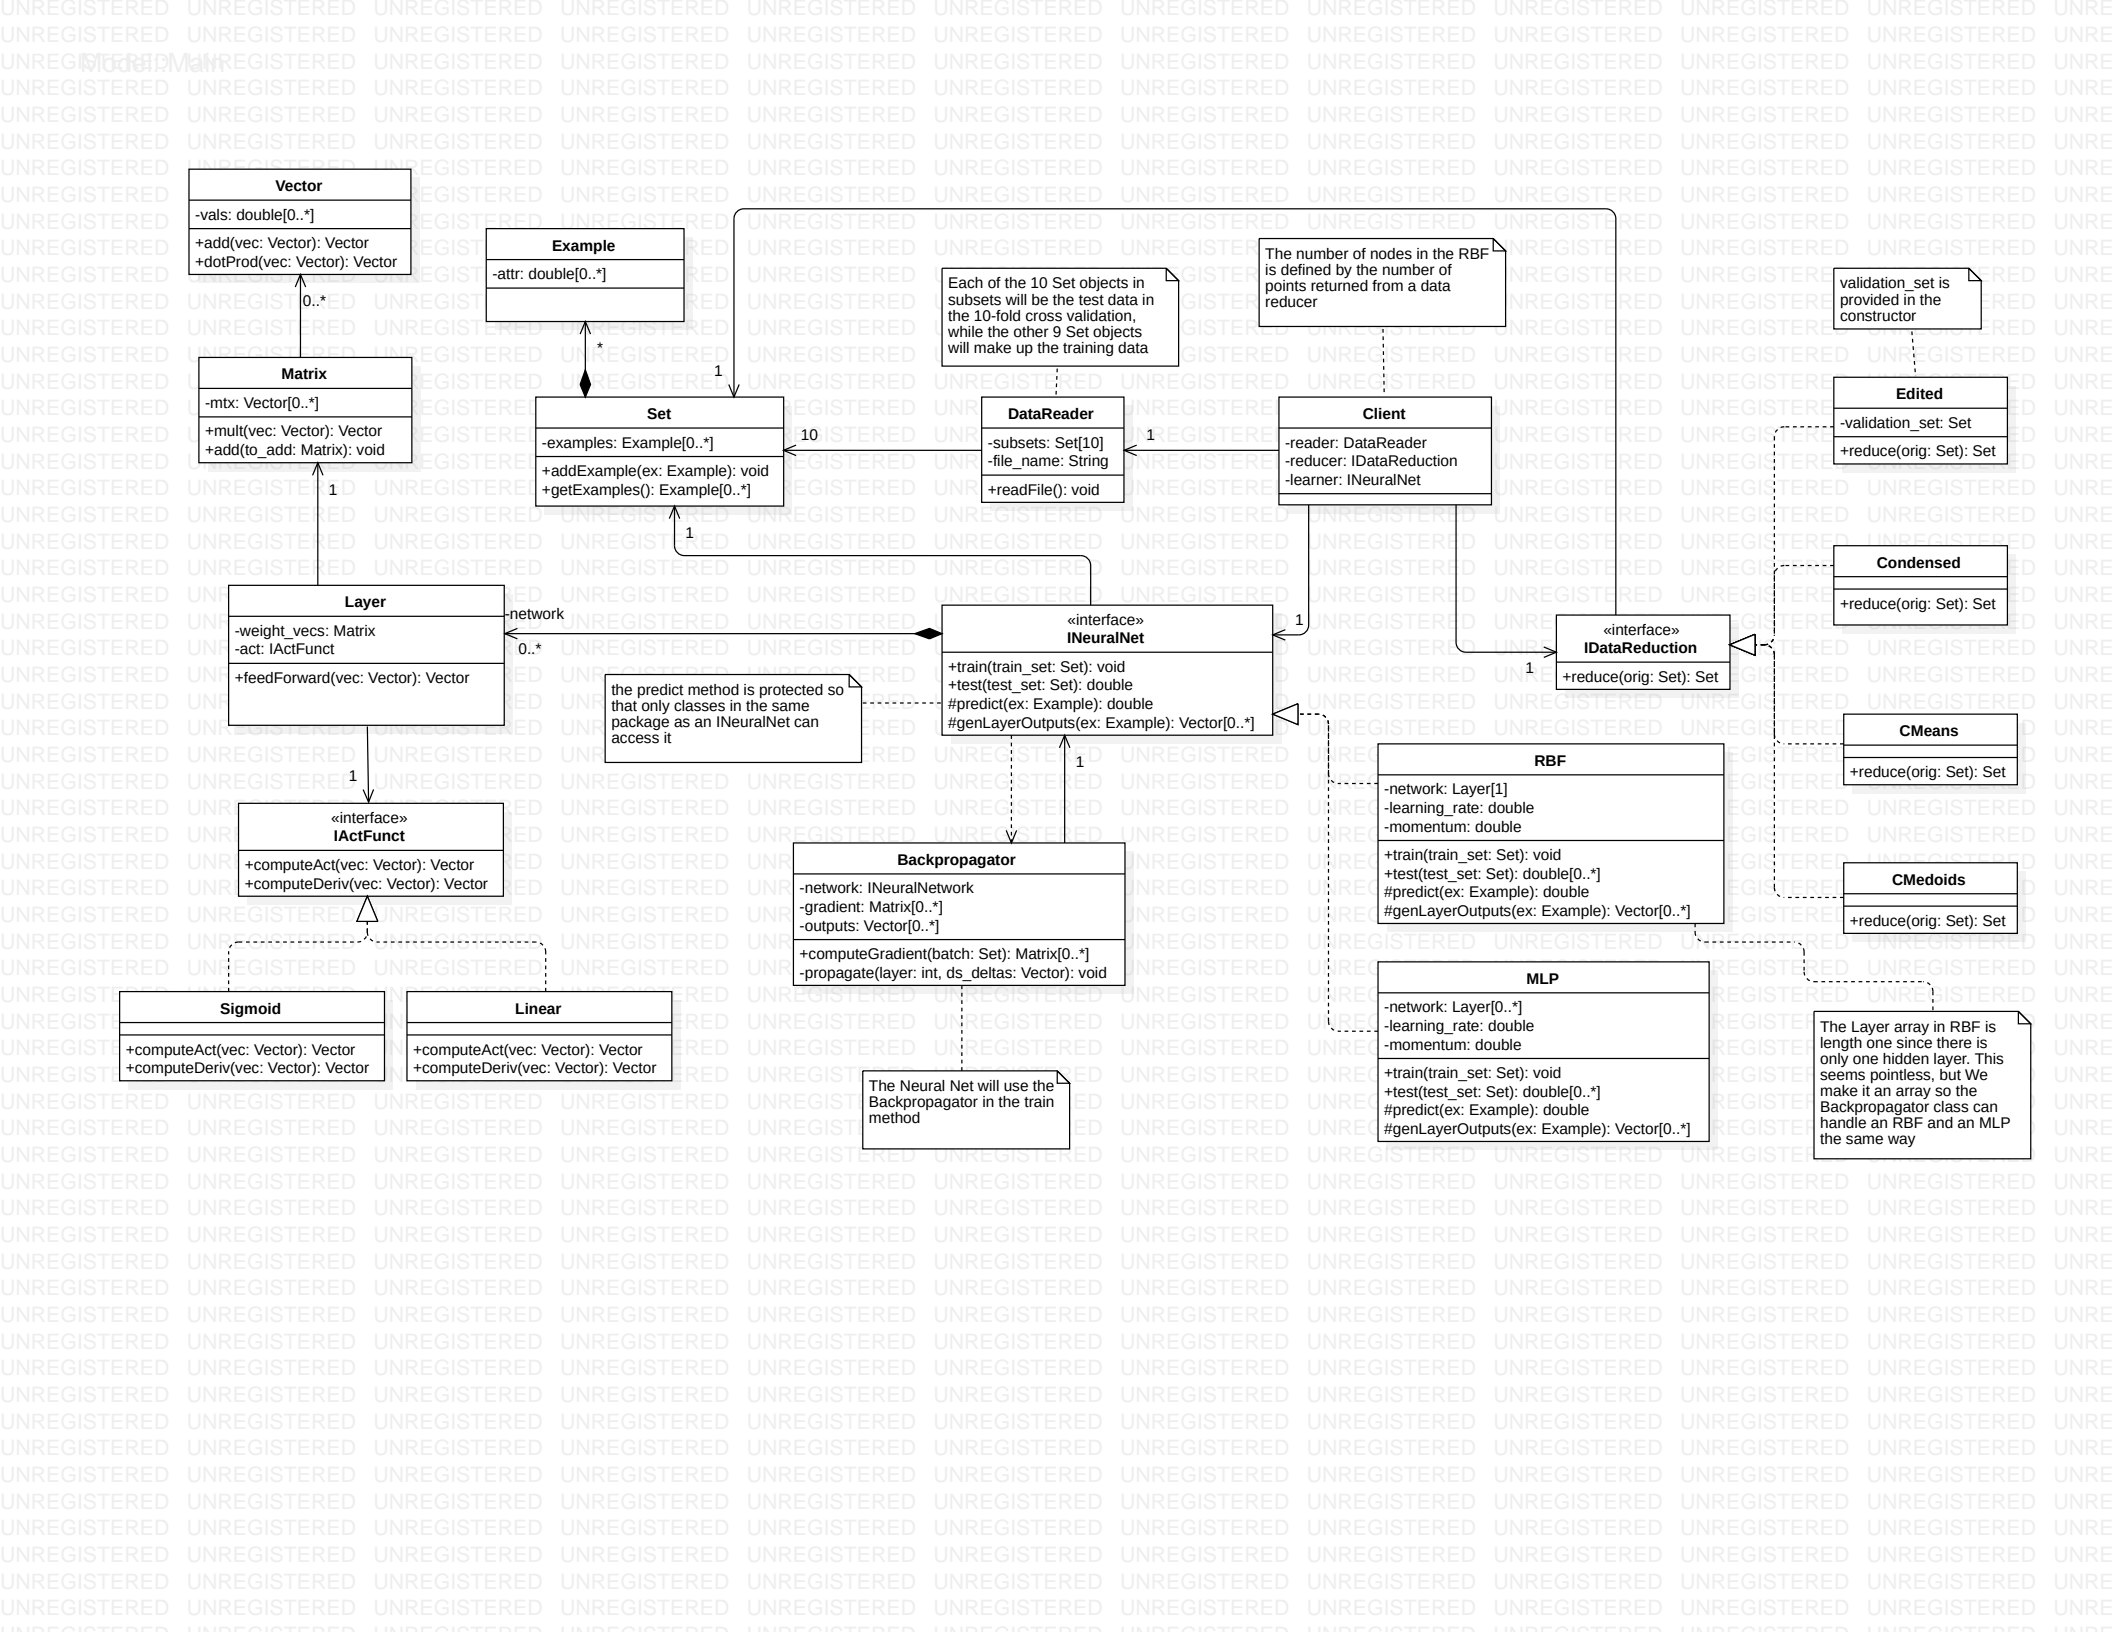 Model::Main
Vector
-vals: double[0..*]
+add(vec: Vector): Vector
+dotProd(vec: Vector): Vector
0..*
Matrix
-mtx: Vector[0..*]
+mult(vec: Vector): Vector
+add(to_add: Matrix): void
1
Example
-attr: double[0..*]
*
1
Set
-examples: Example[0..*]
+addExample(ex: Example): void
+getExamples(): Example[0..*]
10
1
Each of the 10 Set objects in
subsets will be the test data in
the 10-fold cross validation,
while the other 9 Set objects
will make up the training data
DataReader
-subsets: Set[10]
-file_name: String
+readFile(): void
1
The number of nodes in the RBF
is defined by the number of
points returned from a data
reducer
Client
-reader: DataReader
-reducer: IDataReduction
-learner: INeuralNet
validation_set is
provided in the
constructor
Edited
-validation_set: Set
+reduce(orig: Set): Set
Condensed
+reduce(orig: Set): Set
«interface»
IDataReduction
+reduce(orig: Set): Set
1
CMeans
+reduce(orig: Set): Set
CMedoids
+reduce(orig: Set): Set
Layer
-weight_vecs: Matrix
-act: IActFunct
+feedForward(vec: Vector): Vector
-network
0..*
1
«interface»
INeuralNet
+train(train_set: Set): void
+test(test_set: Set): double
#predict(ex: Example): double
#genLayerOutputs(ex: Example): Vector[0..*]
1
the predict method is protected so
that only classes in the same
package as an INeuralNet can
access it
1
«interface»
IActFunct
+computeAct(vec: Vector): Vector
+computeDeriv(vec: Vector): Vector
Sigmoid
+computeAct(vec: Vector): Vector
+computeDeriv(vec: Vector): Vector
Linear
+computeAct(vec: Vector): Vector
+computeDeriv(vec: Vector): Vector
Backpropagator
-network: INeuralNetwork
-gradient: Matrix[0..*]
-outputs: Vector[0..*]
+computeGradient(batch: Set): Matrix[0..*]
-propagate(layer: int, ds_deltas: Vector): void
The Neural Net will use the
Backpropagator in the train
method
RBF
-network: Layer[1]
-learning_rate: double
-momentum: double
+train(train_set: Set): void
+test(test_set: Set): double[0..*]
#predict(ex: Example): double
#genLayerOutputs(ex: Example): Vector[0..*]
MLP
-network: Layer[0..*]
-learning_rate: double
-momentum: double
+train(train_set: Set): void
+test(test_set: Set): double[0..*]
#predict(ex: Example): double
#genLayerOutputs(ex: Example): Vector[0..*]
The Layer array in RBF is
length one since there is
only one hidden layer. This
seems pointless, but We
make it an array so the
Backpropagator class can
handle an RBF and an MLP
the same way
UNREGISTERED